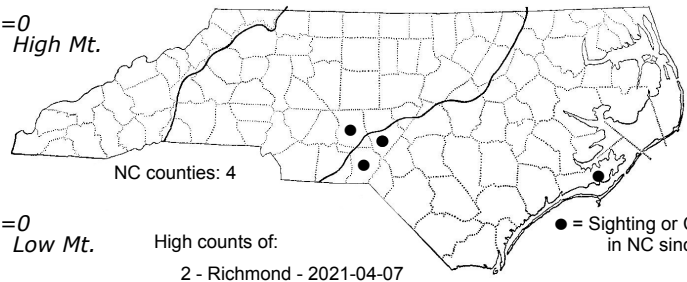 =0
High Mt.
NC counties: 4
=0
Low Mt.
High counts of:
2 - Richmond - 2021-04-07
● = Sighting or
in NC